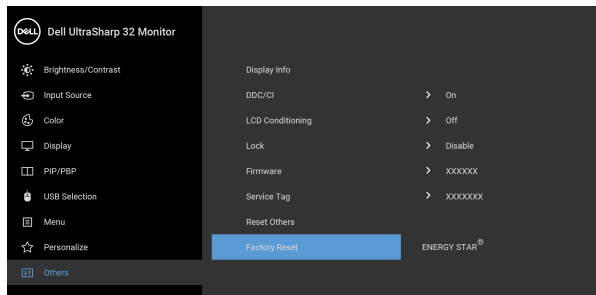 DELL Dell UltraSharp 32 Monitor
Brightness/Contrast Display Info
Input Source DDC/CI > On
Color LCD Conditioning > Off
Display Lock > Disable
PIP/PBP Firmware > XXXXXX
USB Selection Service Tag > XXXXXXX
Menu Reset Others
Personalize Factory Reset ENERGY STAR®
Others